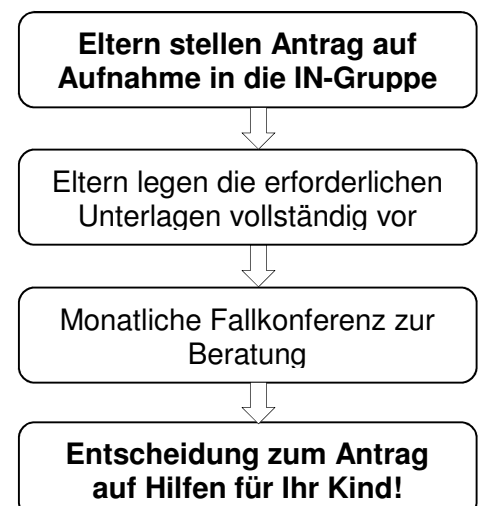 Eltern stellen Antrag auf
Aufnahme in die IN-Gruppe
Eltern legen die erforderlichen
Unterlagen vollständig vor
Monatliche Fallkonferenz zur
Beratung
Entscheidung zum Antrag
auf Hilfen für Ihr Kind!